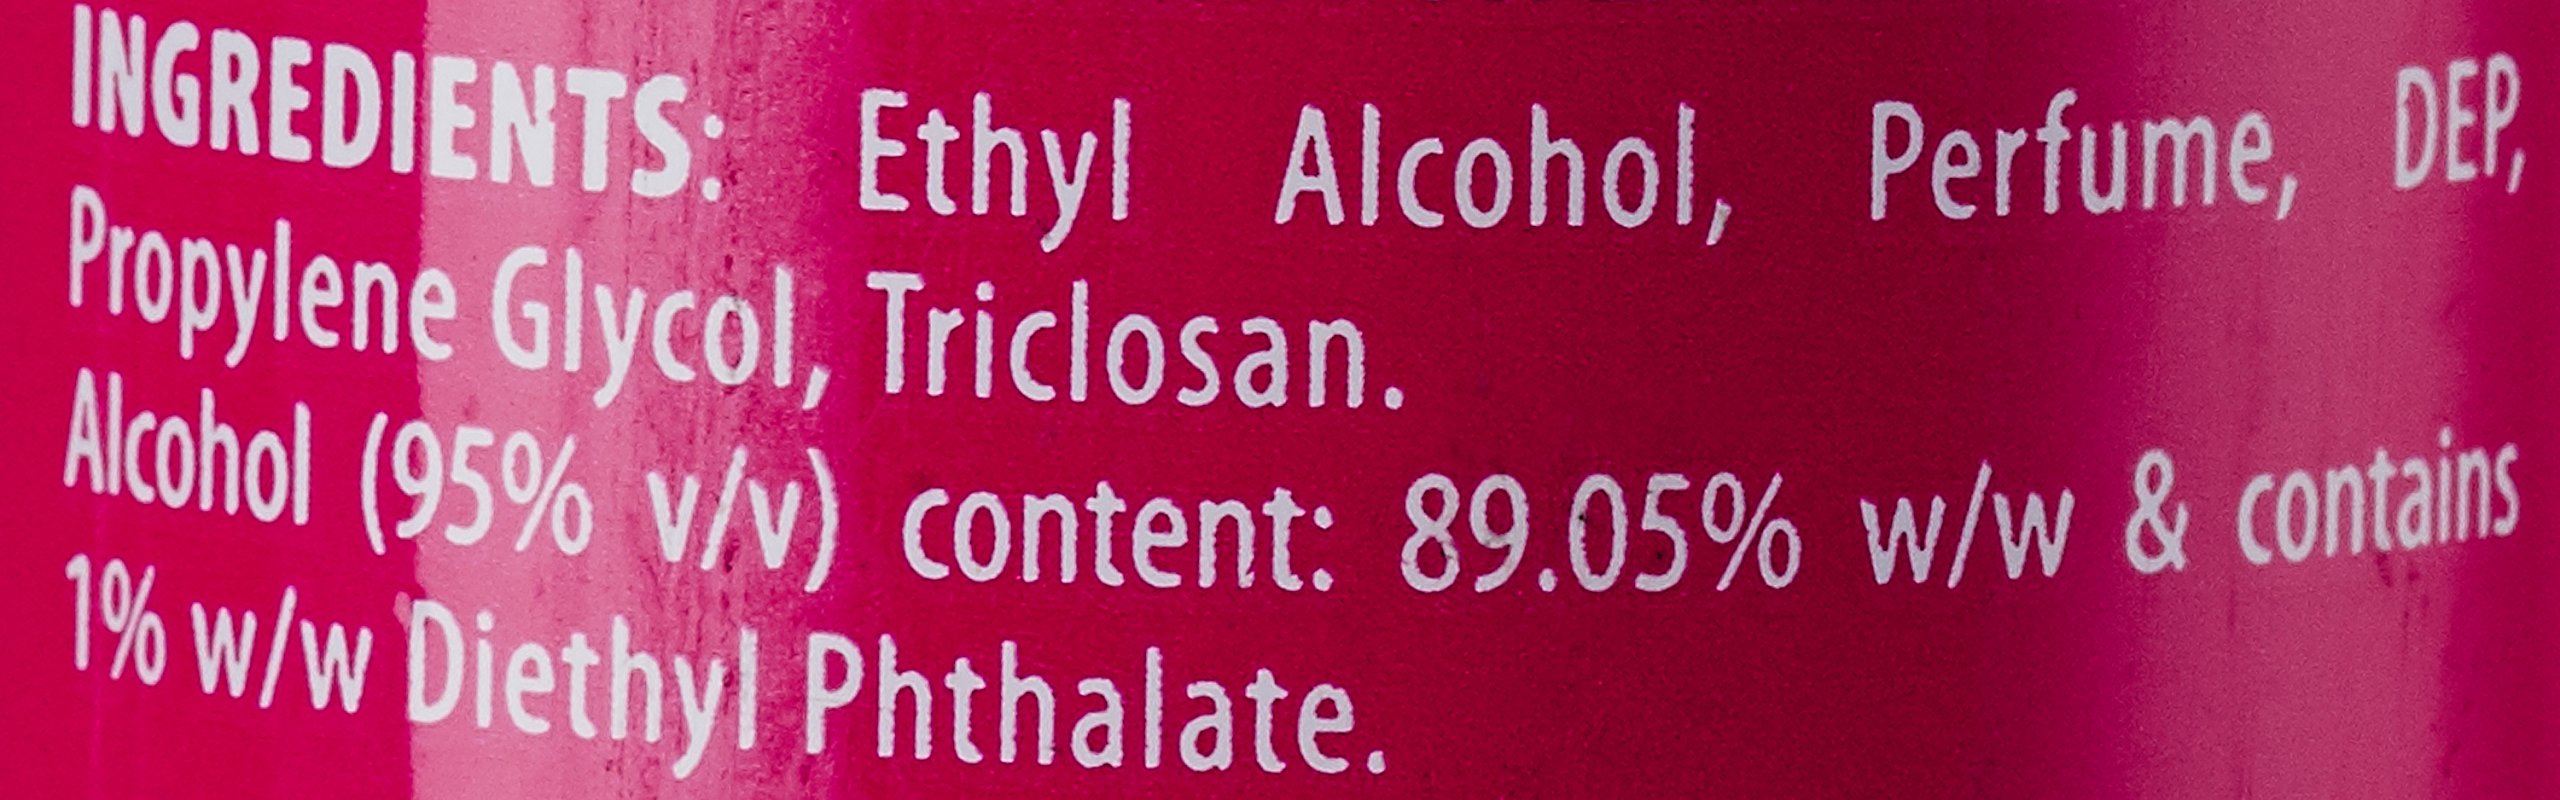 INGREDIENTS: Ethyl Alcohol, Perfume, DEP,
Propylene Glycol, Triclosan.
Alcohol (95% v/v) content: 89.05% w/w & contains
1% w/w Diethyl Phthalate.